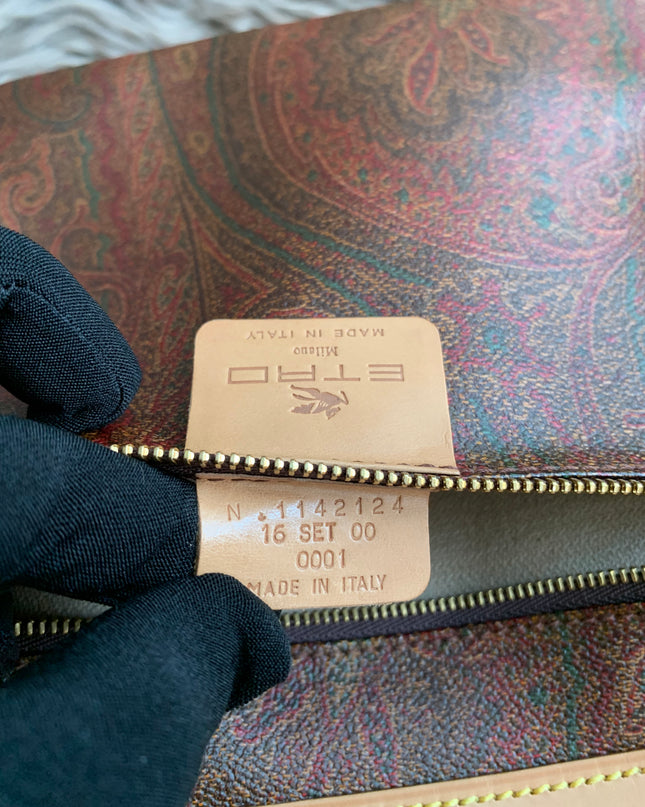 ETRO
Milano
MADE IN ITALY
N.1142124
16 SET 00
0001
MADE IN ITALY